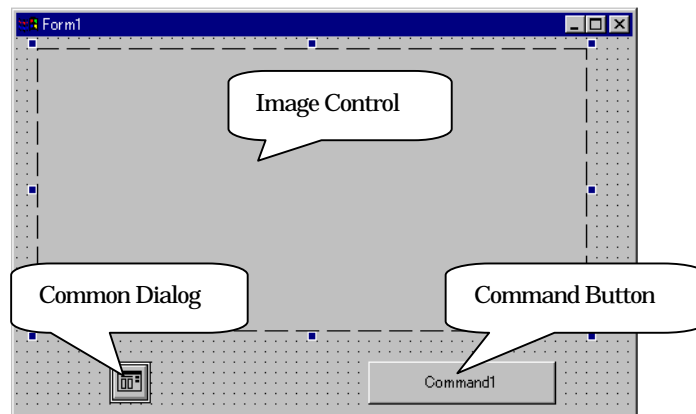 Form1
Image Control
Common Dialog
Command Button
Command1